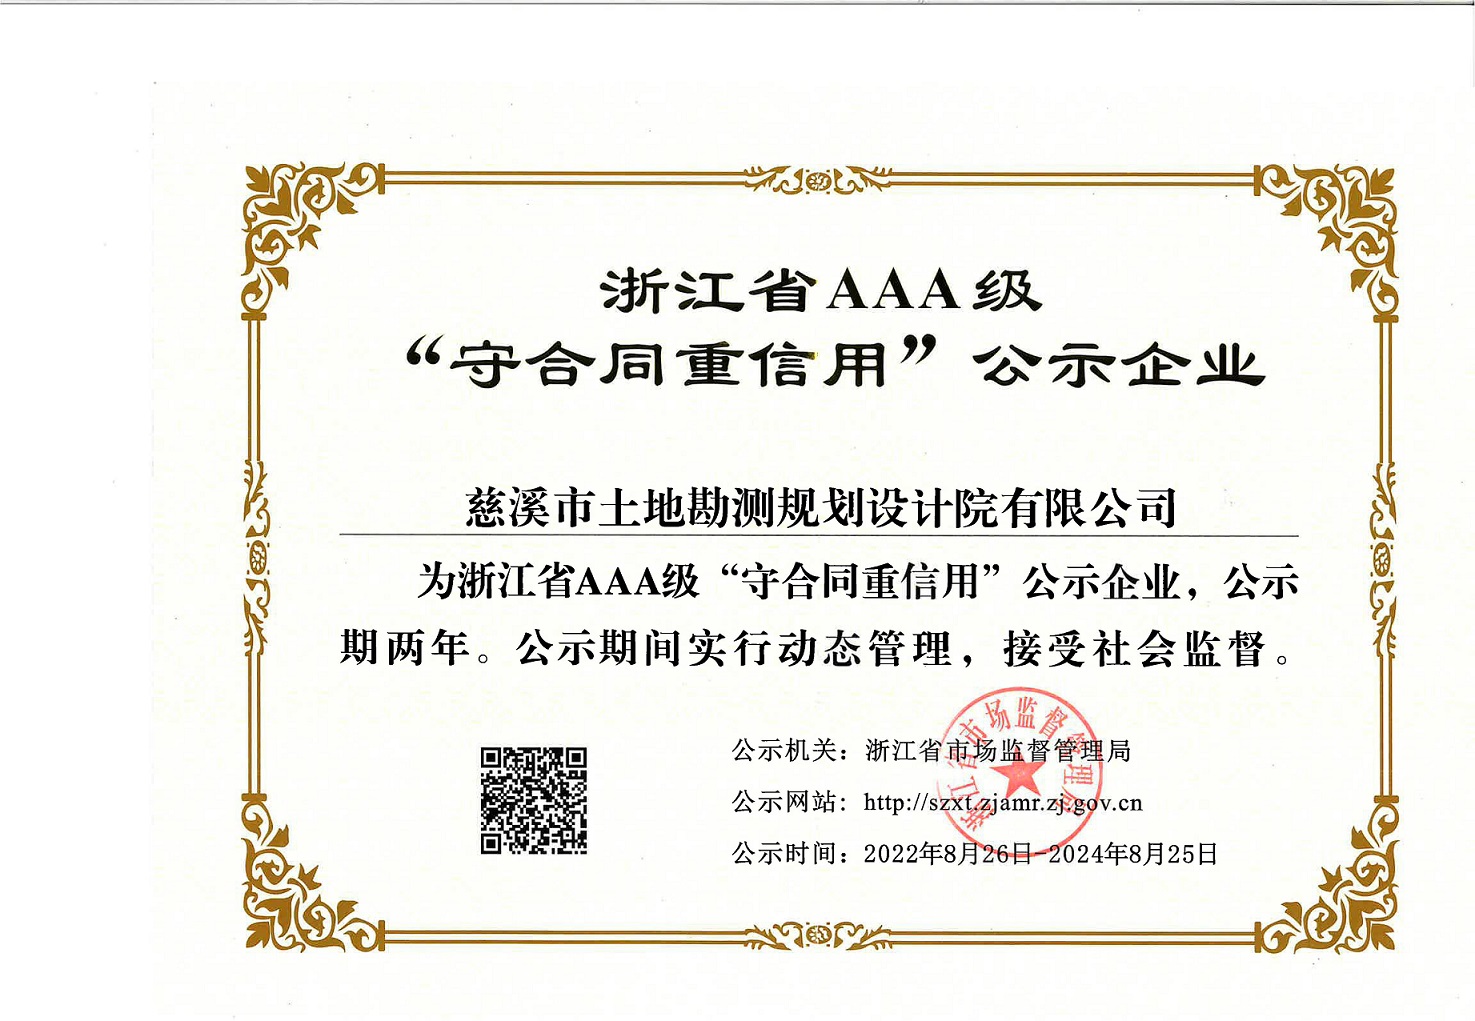 浙江省AAA级
“守合同重信用”公示企业
慈溪市土地勘测规划设计院有限公司
为浙江省AAA级“守合同重信用”公示企业，公示
期两年。公示期间实行动态管理，接受社会监督。
公示机关：浙江省市场监督管理局
公示网站：http://szxt.zjamr.zj.gov.cn
公示时间：2022年8月26日-2024年8月25日
浙江省市场监督管理局